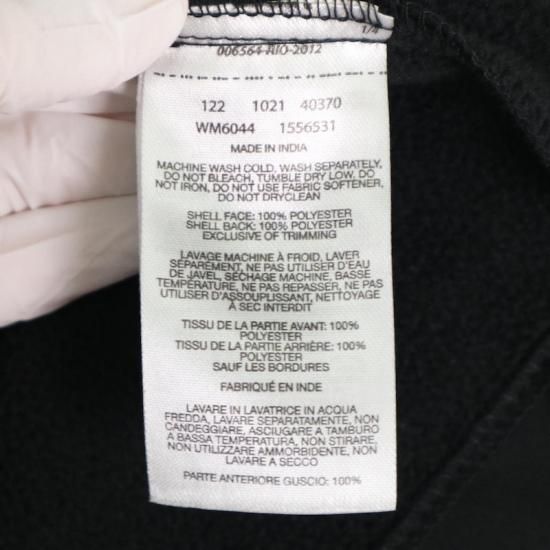 1/4
006564-RIO-2012
122 1021 40370
WM6044 1556531
MADE IN INDIA
MACHINE WASH COLD, WASH SEPARATELY,
DO NOT BLEACH, TUMBLE DRY LOW, DO
NOT IRON, DO NOT USE FABRIC SOFTENER,
DO NOT DRYCLEAN
SHELL FACE: 100% POLYESTER
SHELL BACK: 100% POLYESTER
EXCLUSIVE OF TRIMMING
LAVAGE MACHINE À FROID, LAVER
SÉPARÉMENT, NE PAS UTILISER D'EAU
DE JAVEL, SÉCHAGE MACHINE, BASSE
TEMPÉRATURE, NE PAS REPASSER, NE PAS
UTILISER D'ASSOUPLISSANT, NETTOYAGE
À SEC INTERDIT
TISSU DE LA PARTIE AVANT: 100%
POLYESTER
TISSU DE LA PARTIE ARRIÈRE: 100%
POLYESTER
SAUF LES BORDURES
FABRIQUÉ EN INDE
LAVARE IN LAVATRICE IN ACQUA
FREDDA, LAVARE SEPARATAMENTE, NON
CANDEGGIARE, ASCIUGARE A TAMBURO
A BASSA TEMPERATURA, NON STIRARE,
NON UTILIZZARE AMMORBIDENTE, NON
LAVARE A SECCO
PARTE ANTERIORE GUSCIO: 100%